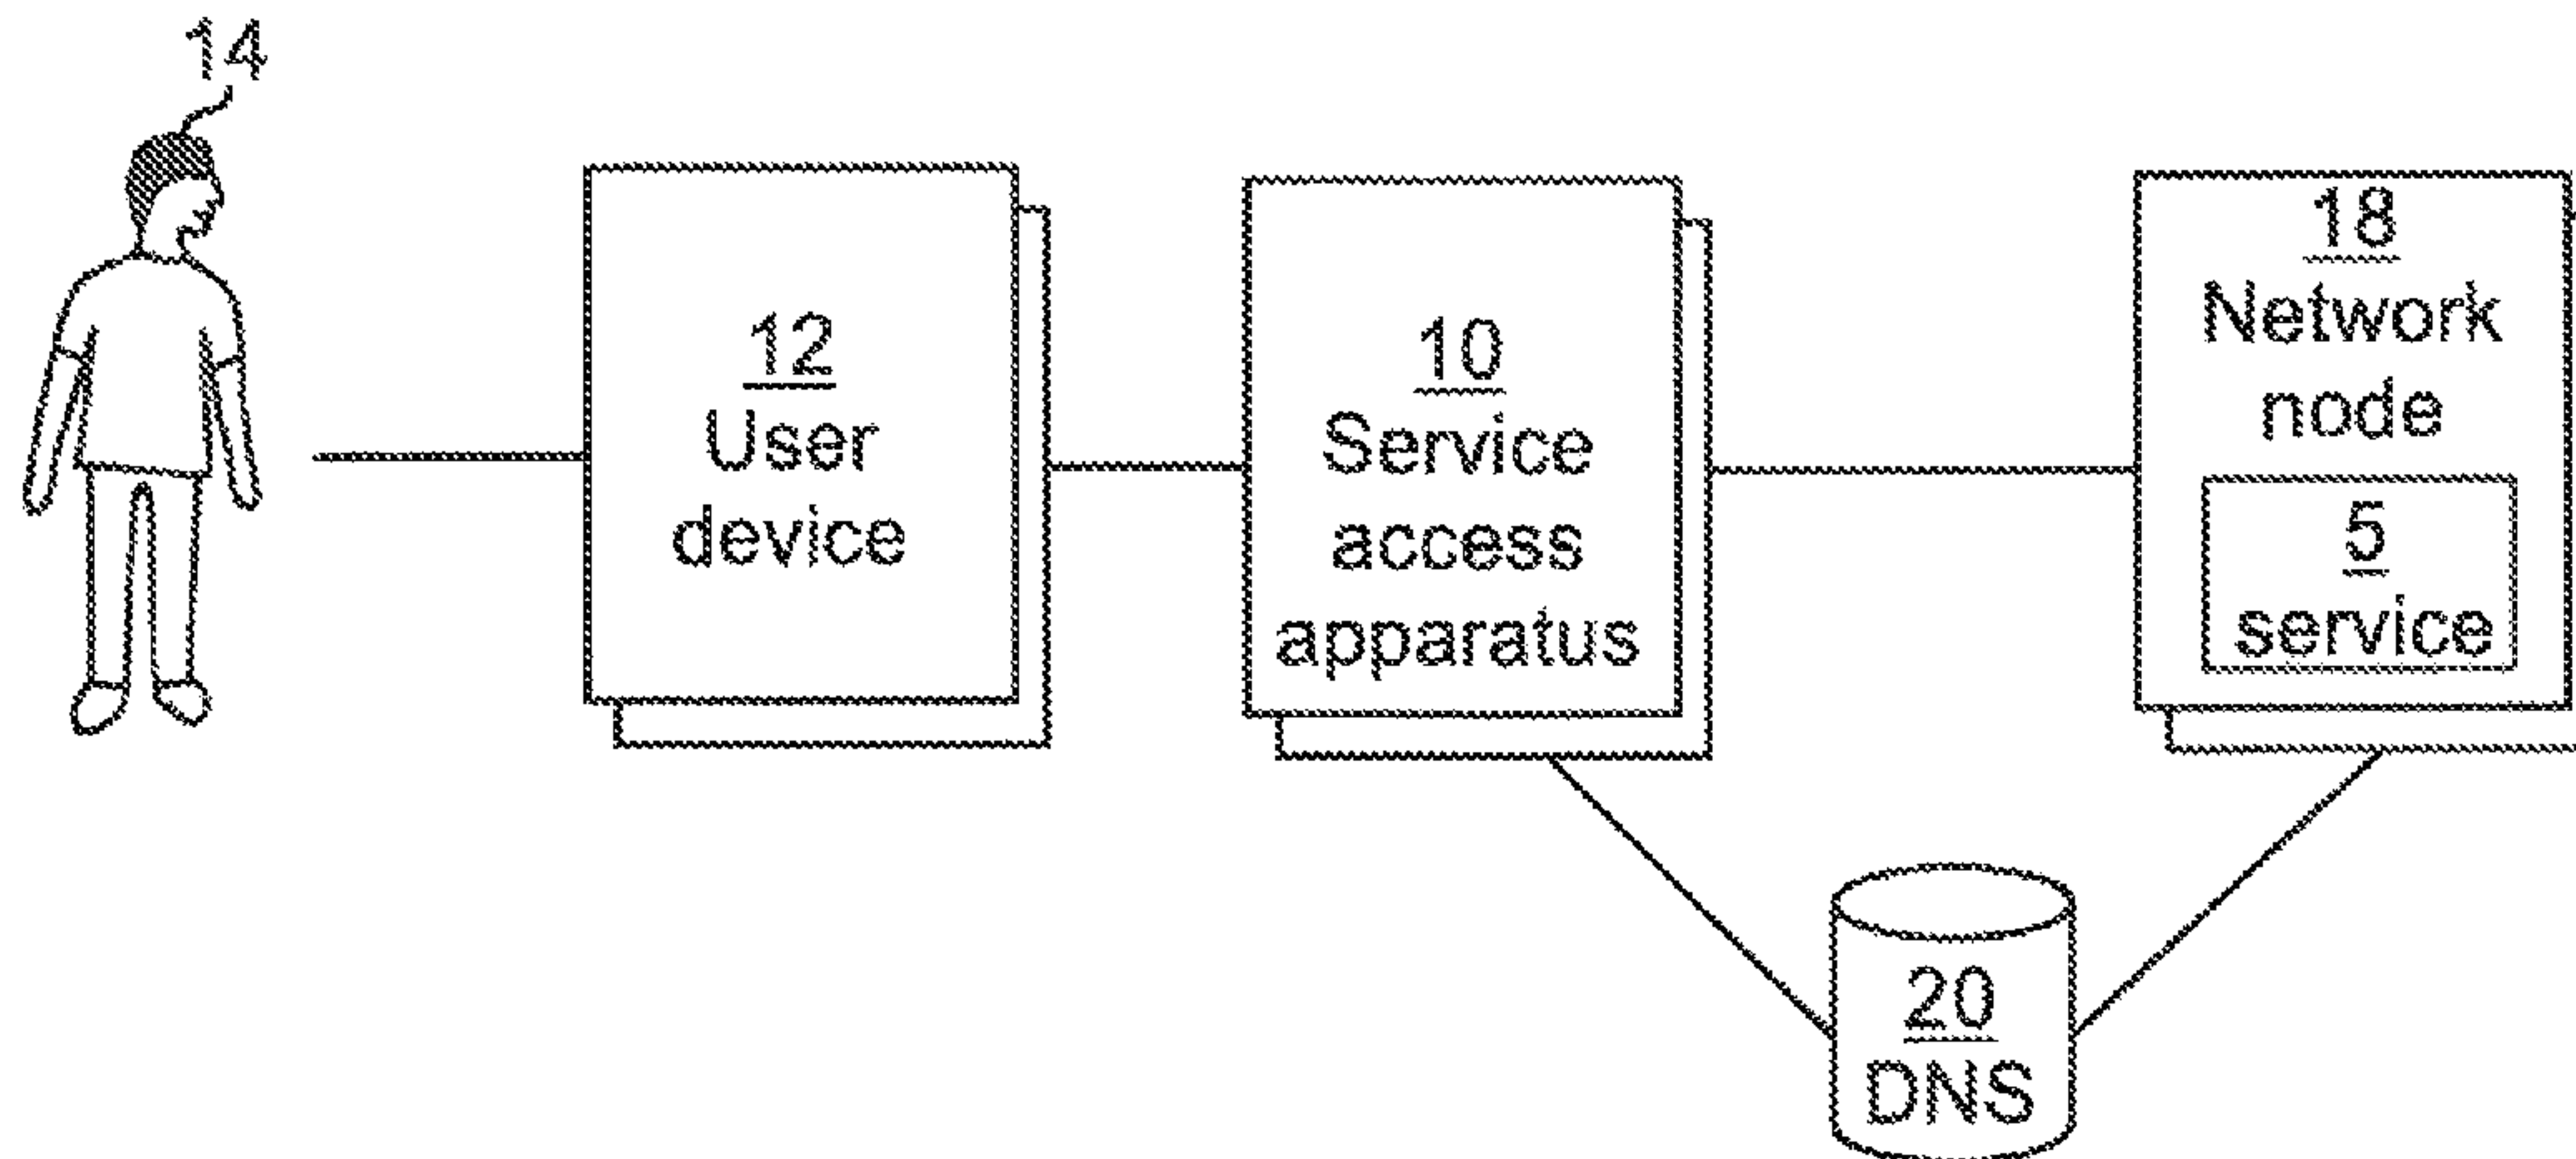 14
12
User
device
10
Service
access
apparatus
18
Network
node
5
service
20
DNS